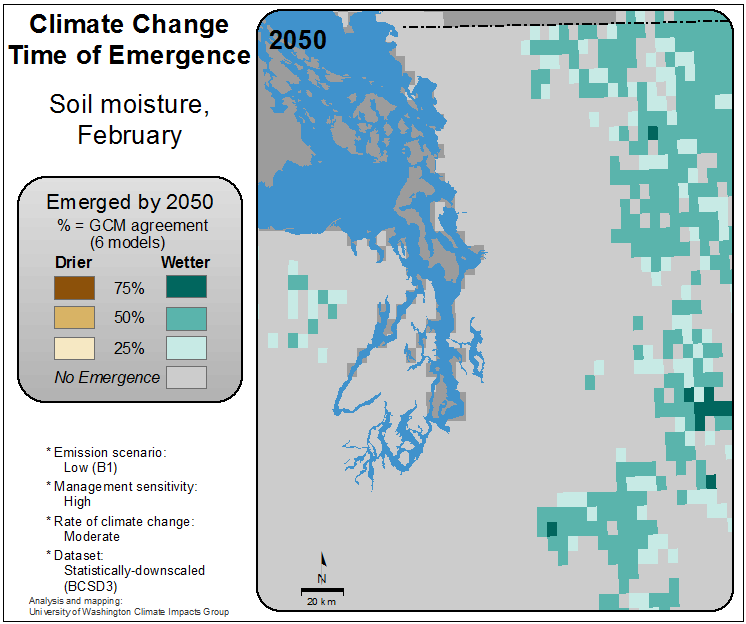 Climate Change
Time of Emergence
Soil moisture,
February
Emerged by 2050
% = GCM agreement
(6 models)
Drier Wetter
75%
50%
25%
No Emergence
* Emission scenario:
Low (B1)
* Management sensitivity:
High
* Rate of climate change:
Moderate
* Dataset:
Statistically-downscaled
(BCSD3)
Analysis and mapping:
University of Washington Climate Impacts Group
2050
N
20 km